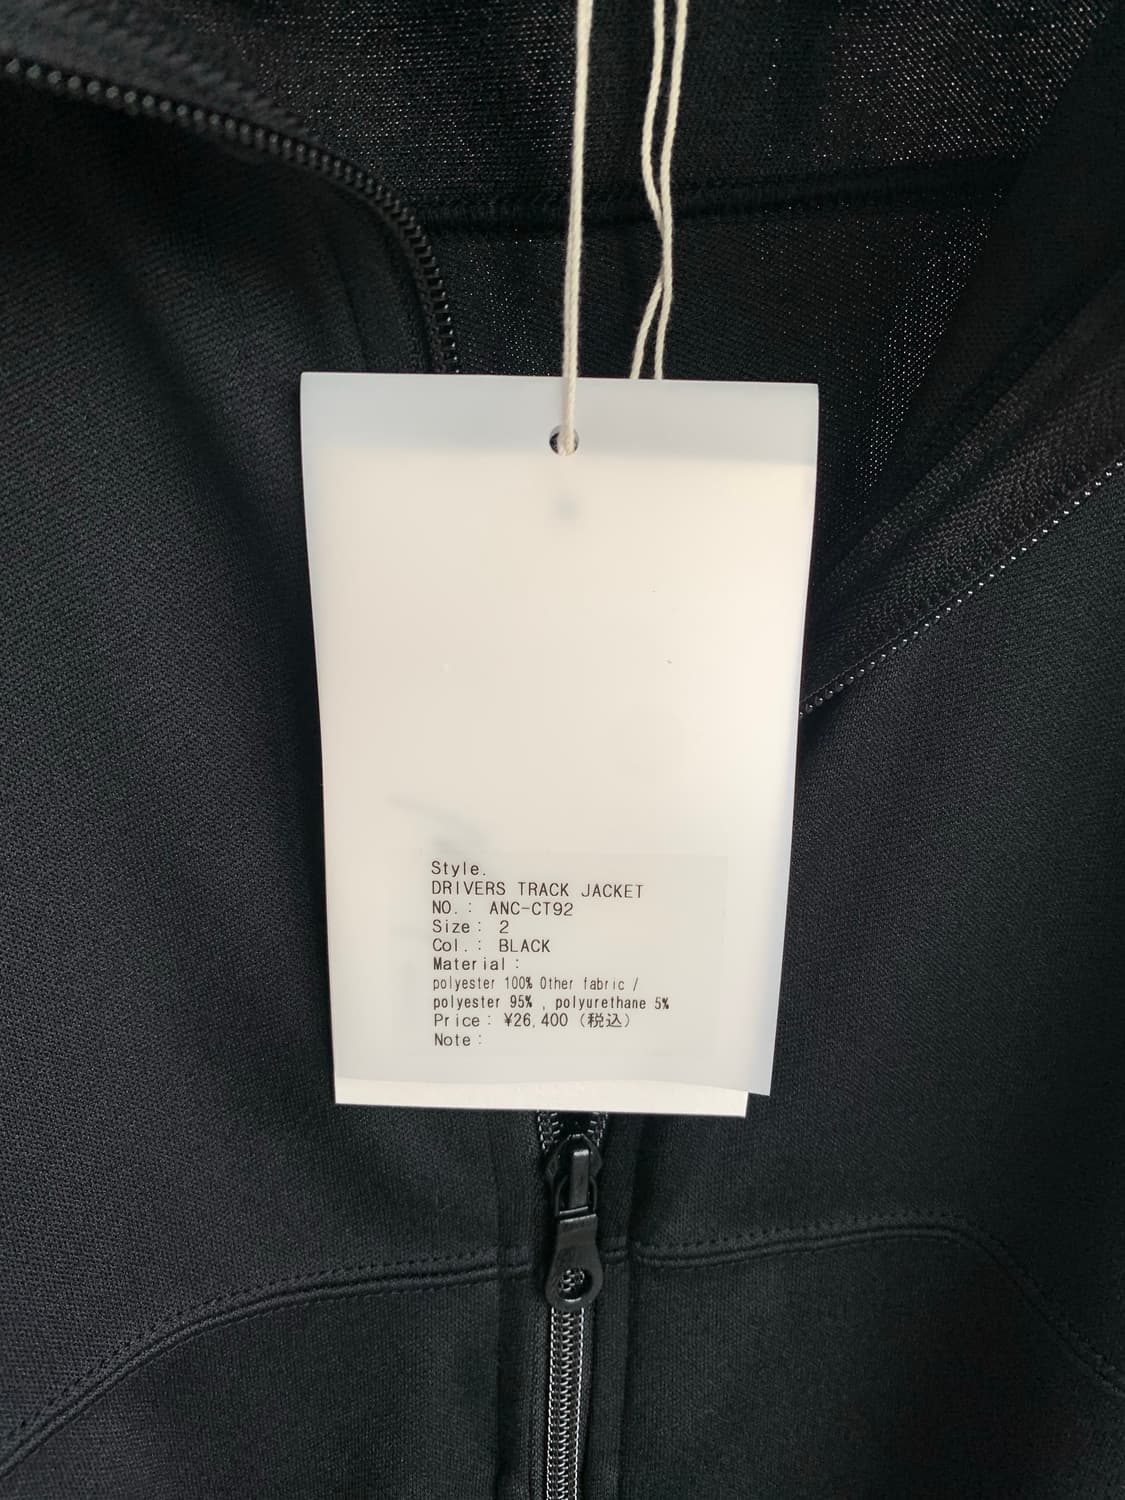 Style.
DRIVERS TRACK JACKET
NO.: ANC-CT92
Size: 2
Col.: BLACK
Material:
polyester 100% Other fabric /
polyester 95% , polyurethane 5%
Price: ¥26,400 (税込)
Note: